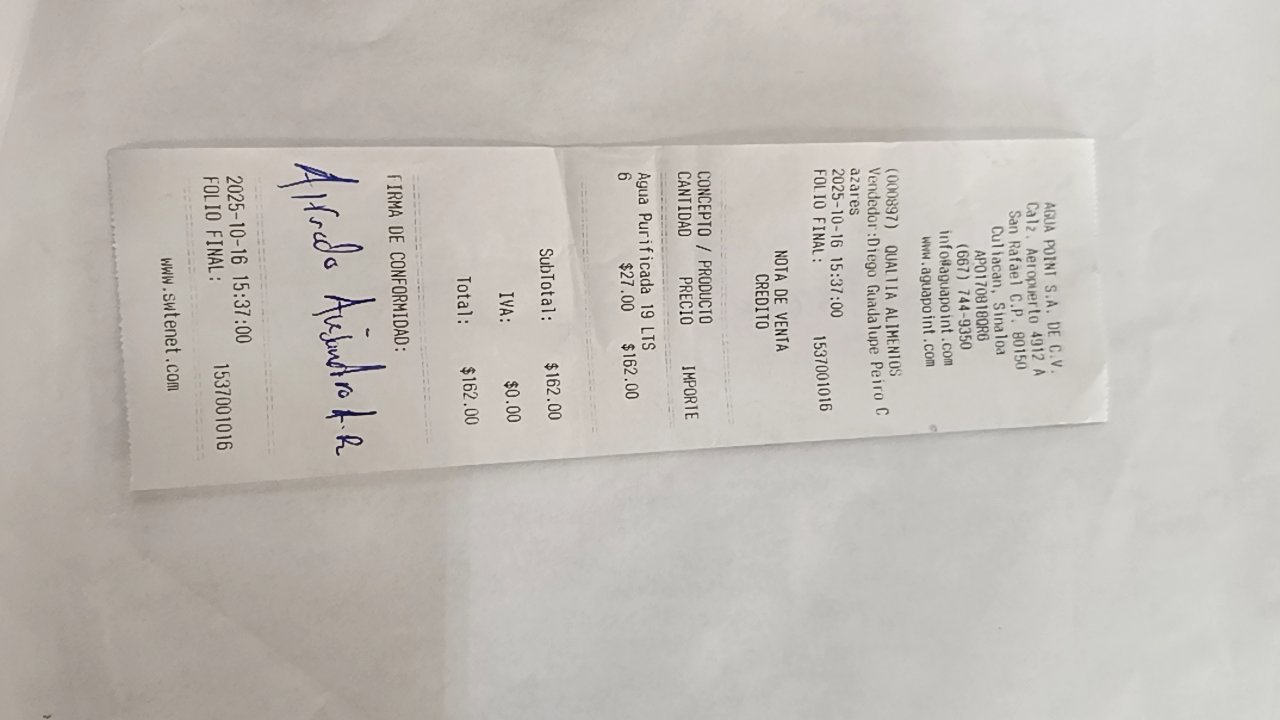 AGUA POINT S.A. DE C.V.
Calz. Aeropuerto 4912 A
San Rafael C.P. 80150
Culiacan, Sinaloa
APO170818QR6
(667) 744-9350
info@aguapoint.com
www.aguapoint.com
(000897) QUALTIA ALIMENTOS
Vendedor:Diego Guadalupe Peiro C
azares
2025-10-16 15:37:00
FOLIO FINAL: 1537001016
NOTA DE VENTA
CREDITO
CONCEPTO / PRODUCTO
CANTIDAD PRECIO IMPORTE
Agua Purificada 19 LTS
6 $27.00 $162.00
SubTotal: $162.00
IVA: $0.00
Total: $162.00
FIRMA DE CONFORMIDAD:
2025-10-16 15:37:00
FOLIO FINAL: 1537001016
www.swtenet.com